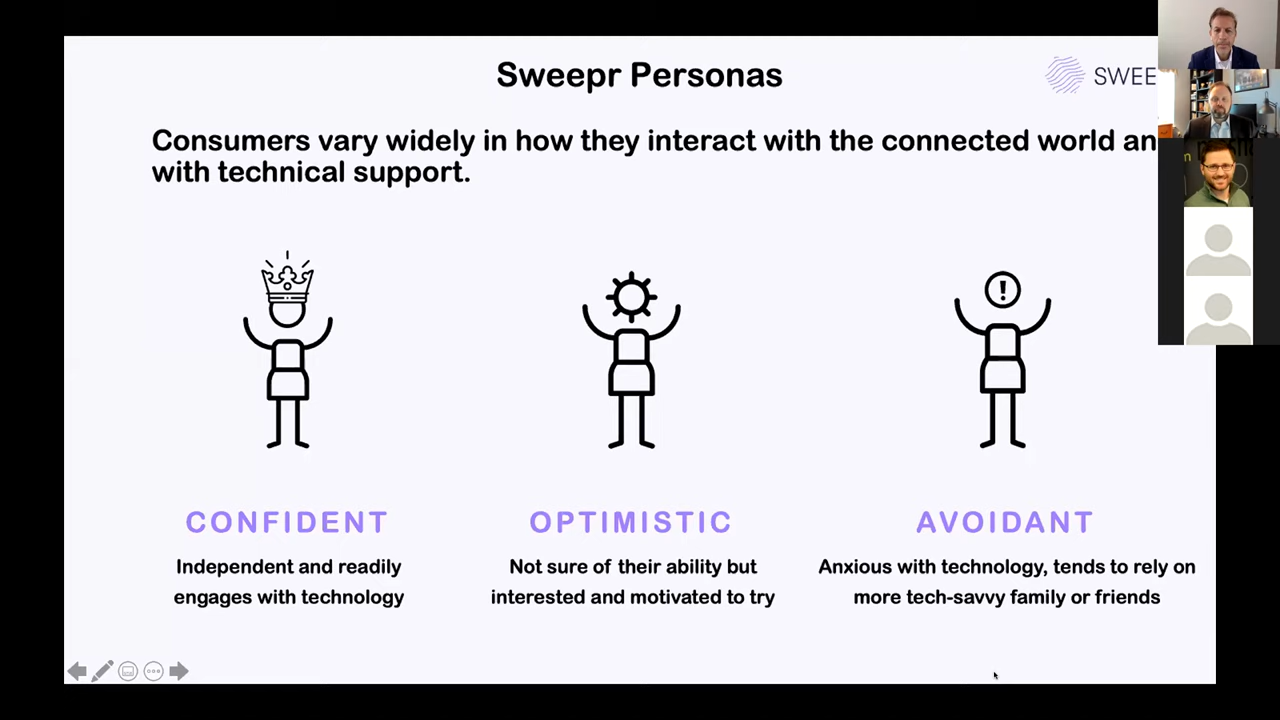 Sweepr Personas
SWEE
Consumers vary widely in how they interact with the connected world an
with technical support.
CONFIDENT
Independent and readily
engages with technology
OPTIMISTIC
Not sure of their ability but
interested and motivated to try
AVOIDANT
Anxious with technology, tends to rely on
more tech-savvy family or friends